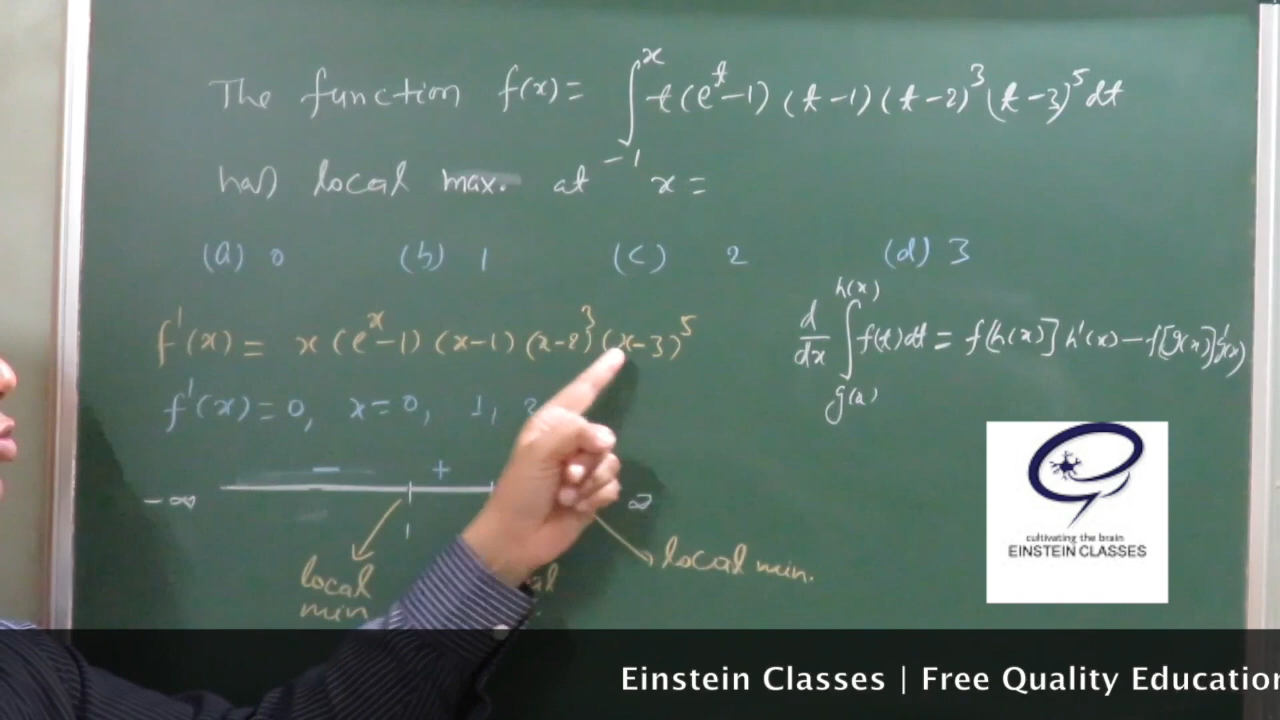 The function f(x) = ∫_{-1}^{x} t(e^t-1) (t-1) (t-2)^3 (t-3)^5 dt
has local max. at x =
(a) 0 (b) 1 (c) 2 (d) 3
f'(x) = x (e^x-1) (x-1) (x-2)^3 (x-3)^5
f'(x)=0, x=0, 1, 2
d/dx ∫_{g(a)}^{h(x)} f(t)dt = f[h(x)] h'(x) - f[g(x)]g'(x)
- +
-∞ ∞
1
local min
local min.
cultivating the brain
EINSTEIN CLASSES
Einstein Classes | Free Quality Education